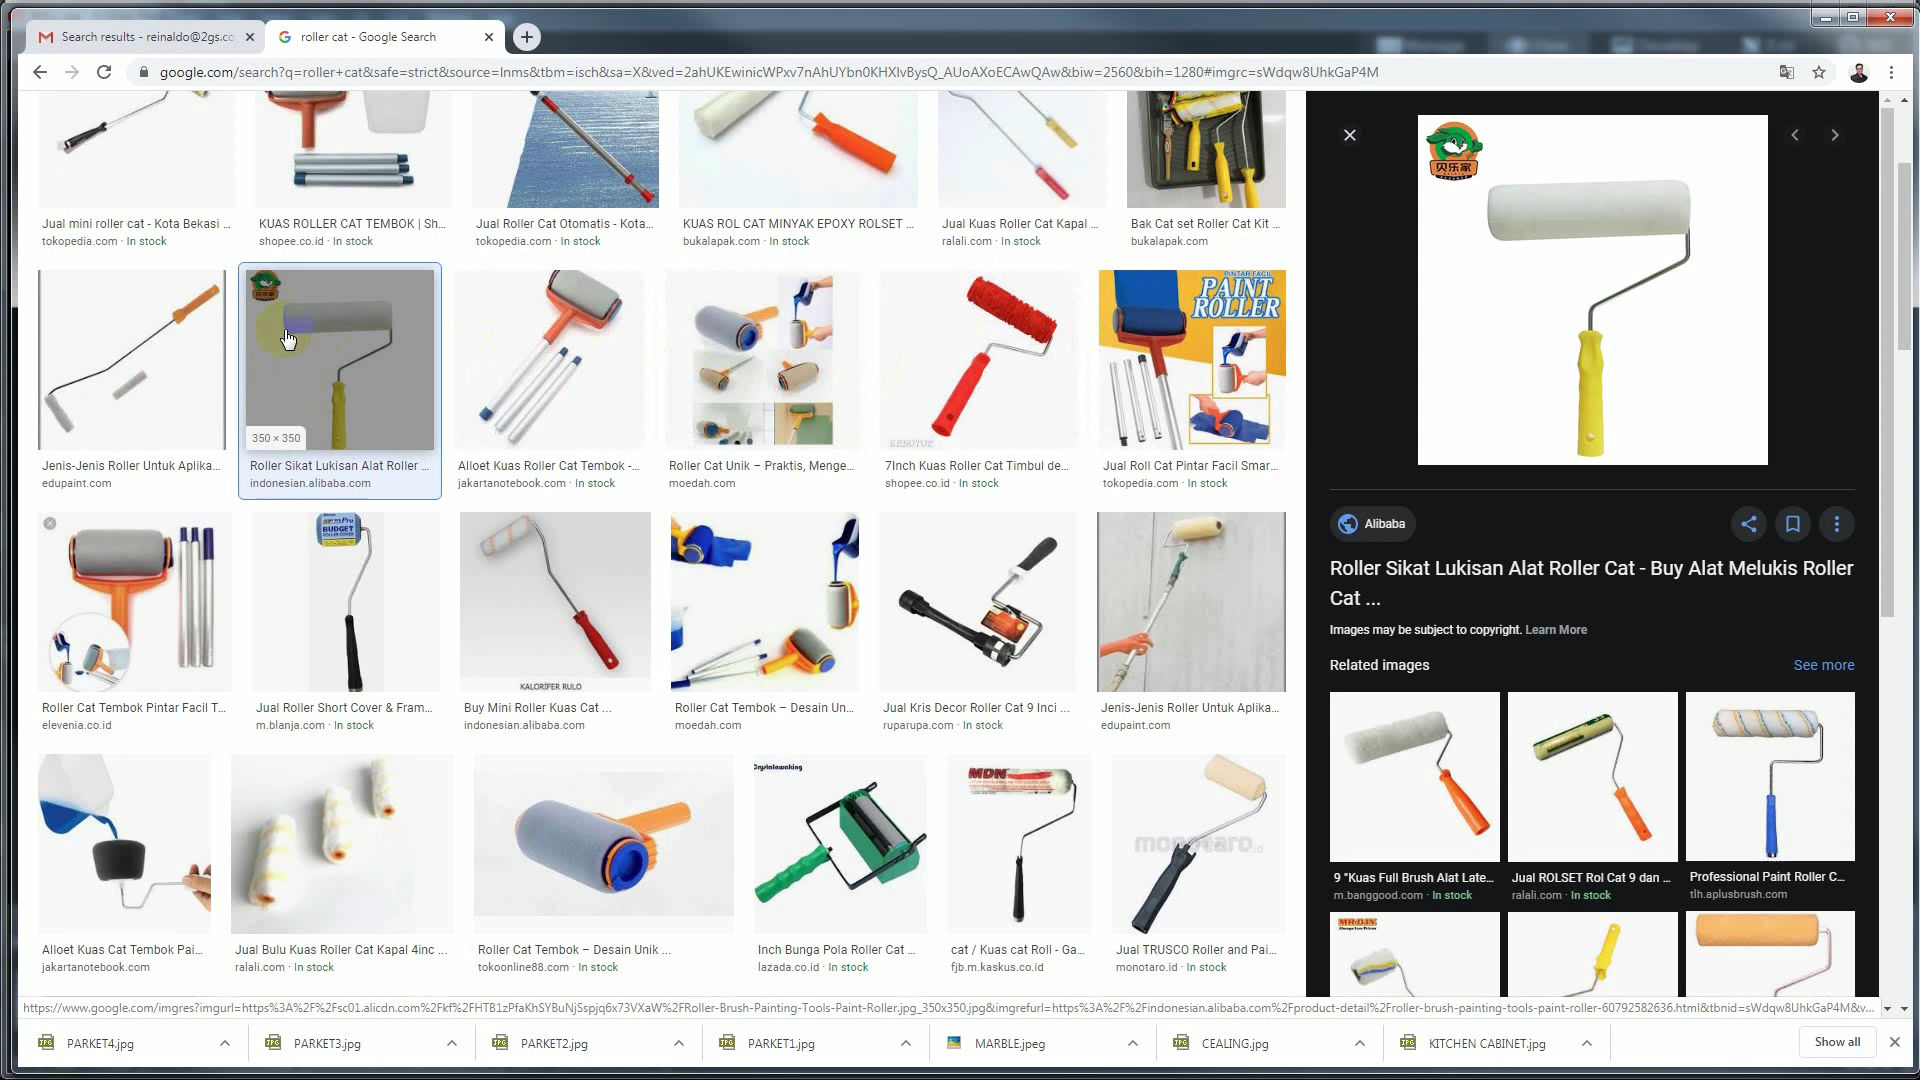 Search results - reinaldo@2gs.co
roller cat - Google Search
google.com/search?q=roller+cat&safe=strict&source=lnms&tbm=isch&sa=X&ved=2ahUKEwinicWPxv7nAhUYbn0KHXIvBysQ_AUoAXoECAwQAw&biw=2560&bih=1280#imgrc=sWdqw8UhkGaP4M
Jual mini roller cat - Kota Bekasi ...
tokopedia.com · In stock
KUAS ROLLER CAT TEMBOK | Sh...
shopee.co.id · In stock
Jual Roller Cat Otomatis - Kota...
tokopedia.com · In stock
KUAS ROL CAT MINYAK EPOXY ROLSET ...
bukalapak.com · In stock
Jual Kuas Roller Cat Kapal ...
ralali.com · In stock
Bak Cat set Roller Cat Kit ...
bukalapak.com
350 × 350
KESOTOZ
PINTAR FACIL
PAINT
ROLLER
Jenis-Jenis Roller Untuk Aplika...
edupaint.com
Roller Sikat Lukisan Alat Roller ...
indonesian.alibaba.com
Alloet Kuas Roller Cat Tembok -...
jakartanotebook.com · In stock
Roller Cat Unik – Praktis, Menge...
moedah.com
7Inch Kuas Roller Cat Timbul de...
shopee.co.id · In stock
Jual Roll Cat Pintar Facil Smar...
tokopedia.com · In stock
BUDGET
ROLLER COVER
KALORİFER RULO
Roller Cat Tembok Pintar Facil T...
elevenia.co.id
Jual Roller Short Cover & Fram...
m.blanja.com · In stock
Buy Mini Roller Kuas Cat ...
indonesian.alibaba.com
Roller Cat Tembok – Desain Un...
moedah.com
Jual Kris Decor Roller Cat 9 Inci ...
ruparupa.com · In stock
Jenis-Jenis Roller Untuk Aplika...
edupaint.com
Crystalawaking
MDN
monotaro.id
Alloet Kuas Cat Tembok Pai...
jakartanotebook.com
Jual Bulu Kuas Roller Cat Kapal 4inc ...
ralali.com · In stock
Roller Cat Tembok – Desain Unik ...
tokoonline88.com · In stock
Inch Bunga Pola Roller Cat ...
lazada.co.id · In stock
cat / Kuas cat Roll - Ga...
fjb.m.kaskus.co.id
Jual TRUSCO Roller and Pai...
monotaro.id · In stock
贝乐家
Alibaba
Roller Sikat Lukisan Alat Roller Cat - Buy Alat Melukis Roller
Cat ...
Images may be subject to copyright. Learn More
Related images
See more
9 "Kuas Full Brush Alat Late...
m.banggood.com · In stock
Jual ROLSET Rol Cat 9 dan ...
ralali.com · In stock
Professional Paint Roller C...
tlh.aplusbrush.com
MR.D.I.Y.
Always Low Prices
https://www.google.com/imgres?imgurl=https%3A%2F%2Fsc01.alicdn.com%2Fkf%2FHTB1zPfaKhSYBuNjSspjq6x73VXaW%2FRoller-Brush-Painting-Tools-Paint-Roller.jpg_350x350.jpg&imgrefurl=https%3A%2F%2Findonesian.alibaba.com%2Fproduct-detail%2Froller-brush-painting-tools-paint-roller-60792582636.html&tbnid=sWdqw8UhkGaP4M&v...
PARKET4.jpg
PARKET3.jpg
PARKET2.jpg
PARKET1.jpg
MARBLE.jpeg
CEALING.jpg
KITCHEN CABINET.jpg
Show all